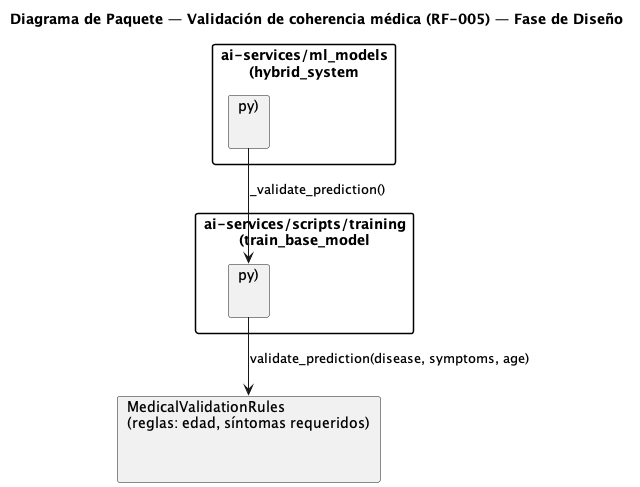 Diagrama de Paquete — Validación de coherencia médica (RF-005) — Fase de Diseño
ai-services/ml_models
(hybrid_system
py)
_validate_prediction()
ai-services/scripts/training
(train_base_model
py)
validate_prediction(disease, symptoms, age)
MedicalValidationRules
(reglas: edad, síntomas requeridos)